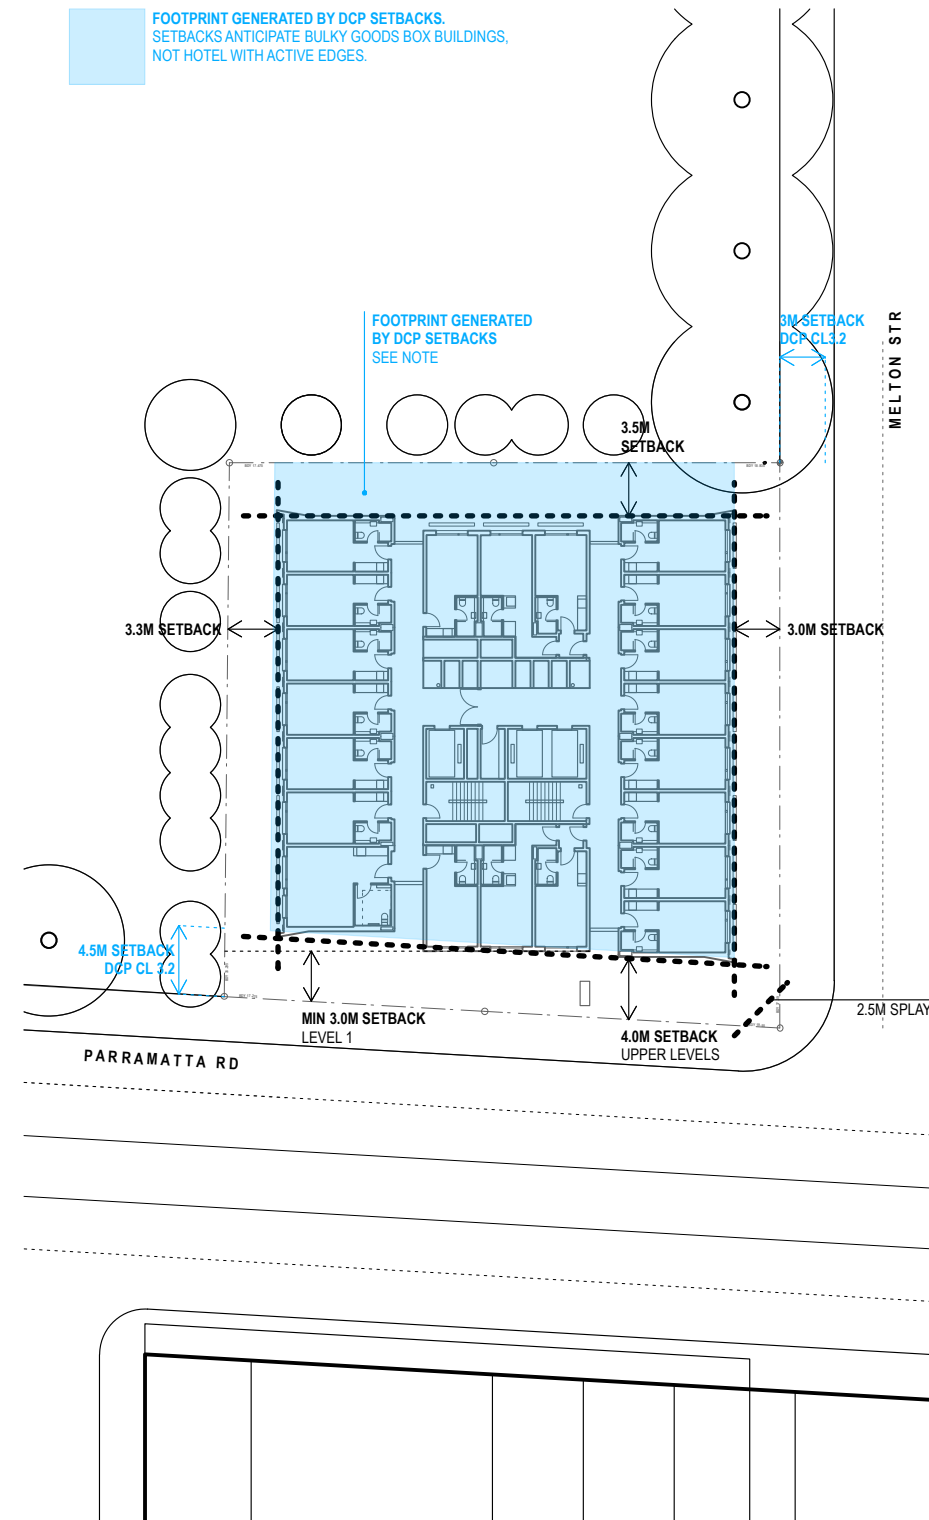 FOOTPRINT GENERATED BY DCP SETBACKS.
SETBACKS ANTICIPATE BULKY GOODS BOX BUILDINGS,
NOT HOTEL WITH ACTIVE EDGES.
FOOTPRINT GENERATED
BY DCP SETBACKS
SEE NOTE
3M SETBACK
DCP CL3.2
MELTON STR
3.5M
SETBACK
3.3M SETBACK
3.0M SETBACK
4.5M SETBACK
DCP CL 3.2
MIN 3.0M SETBACK
LEVEL 1
4.0M SETBACK
UPPER LEVELS
2.5M SPLAY
PARRAMATTA RD